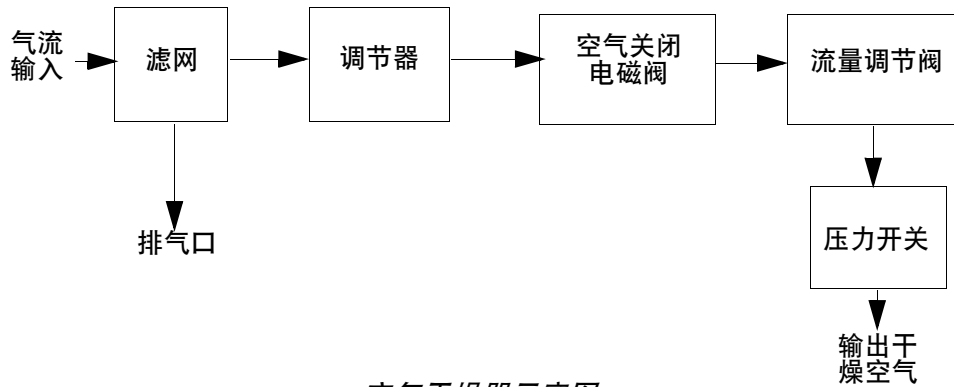 气流
输入
滤网
调节器
空气关闭
电磁阀
流量调节阀
排气口
压力开关
输出干
燥空气